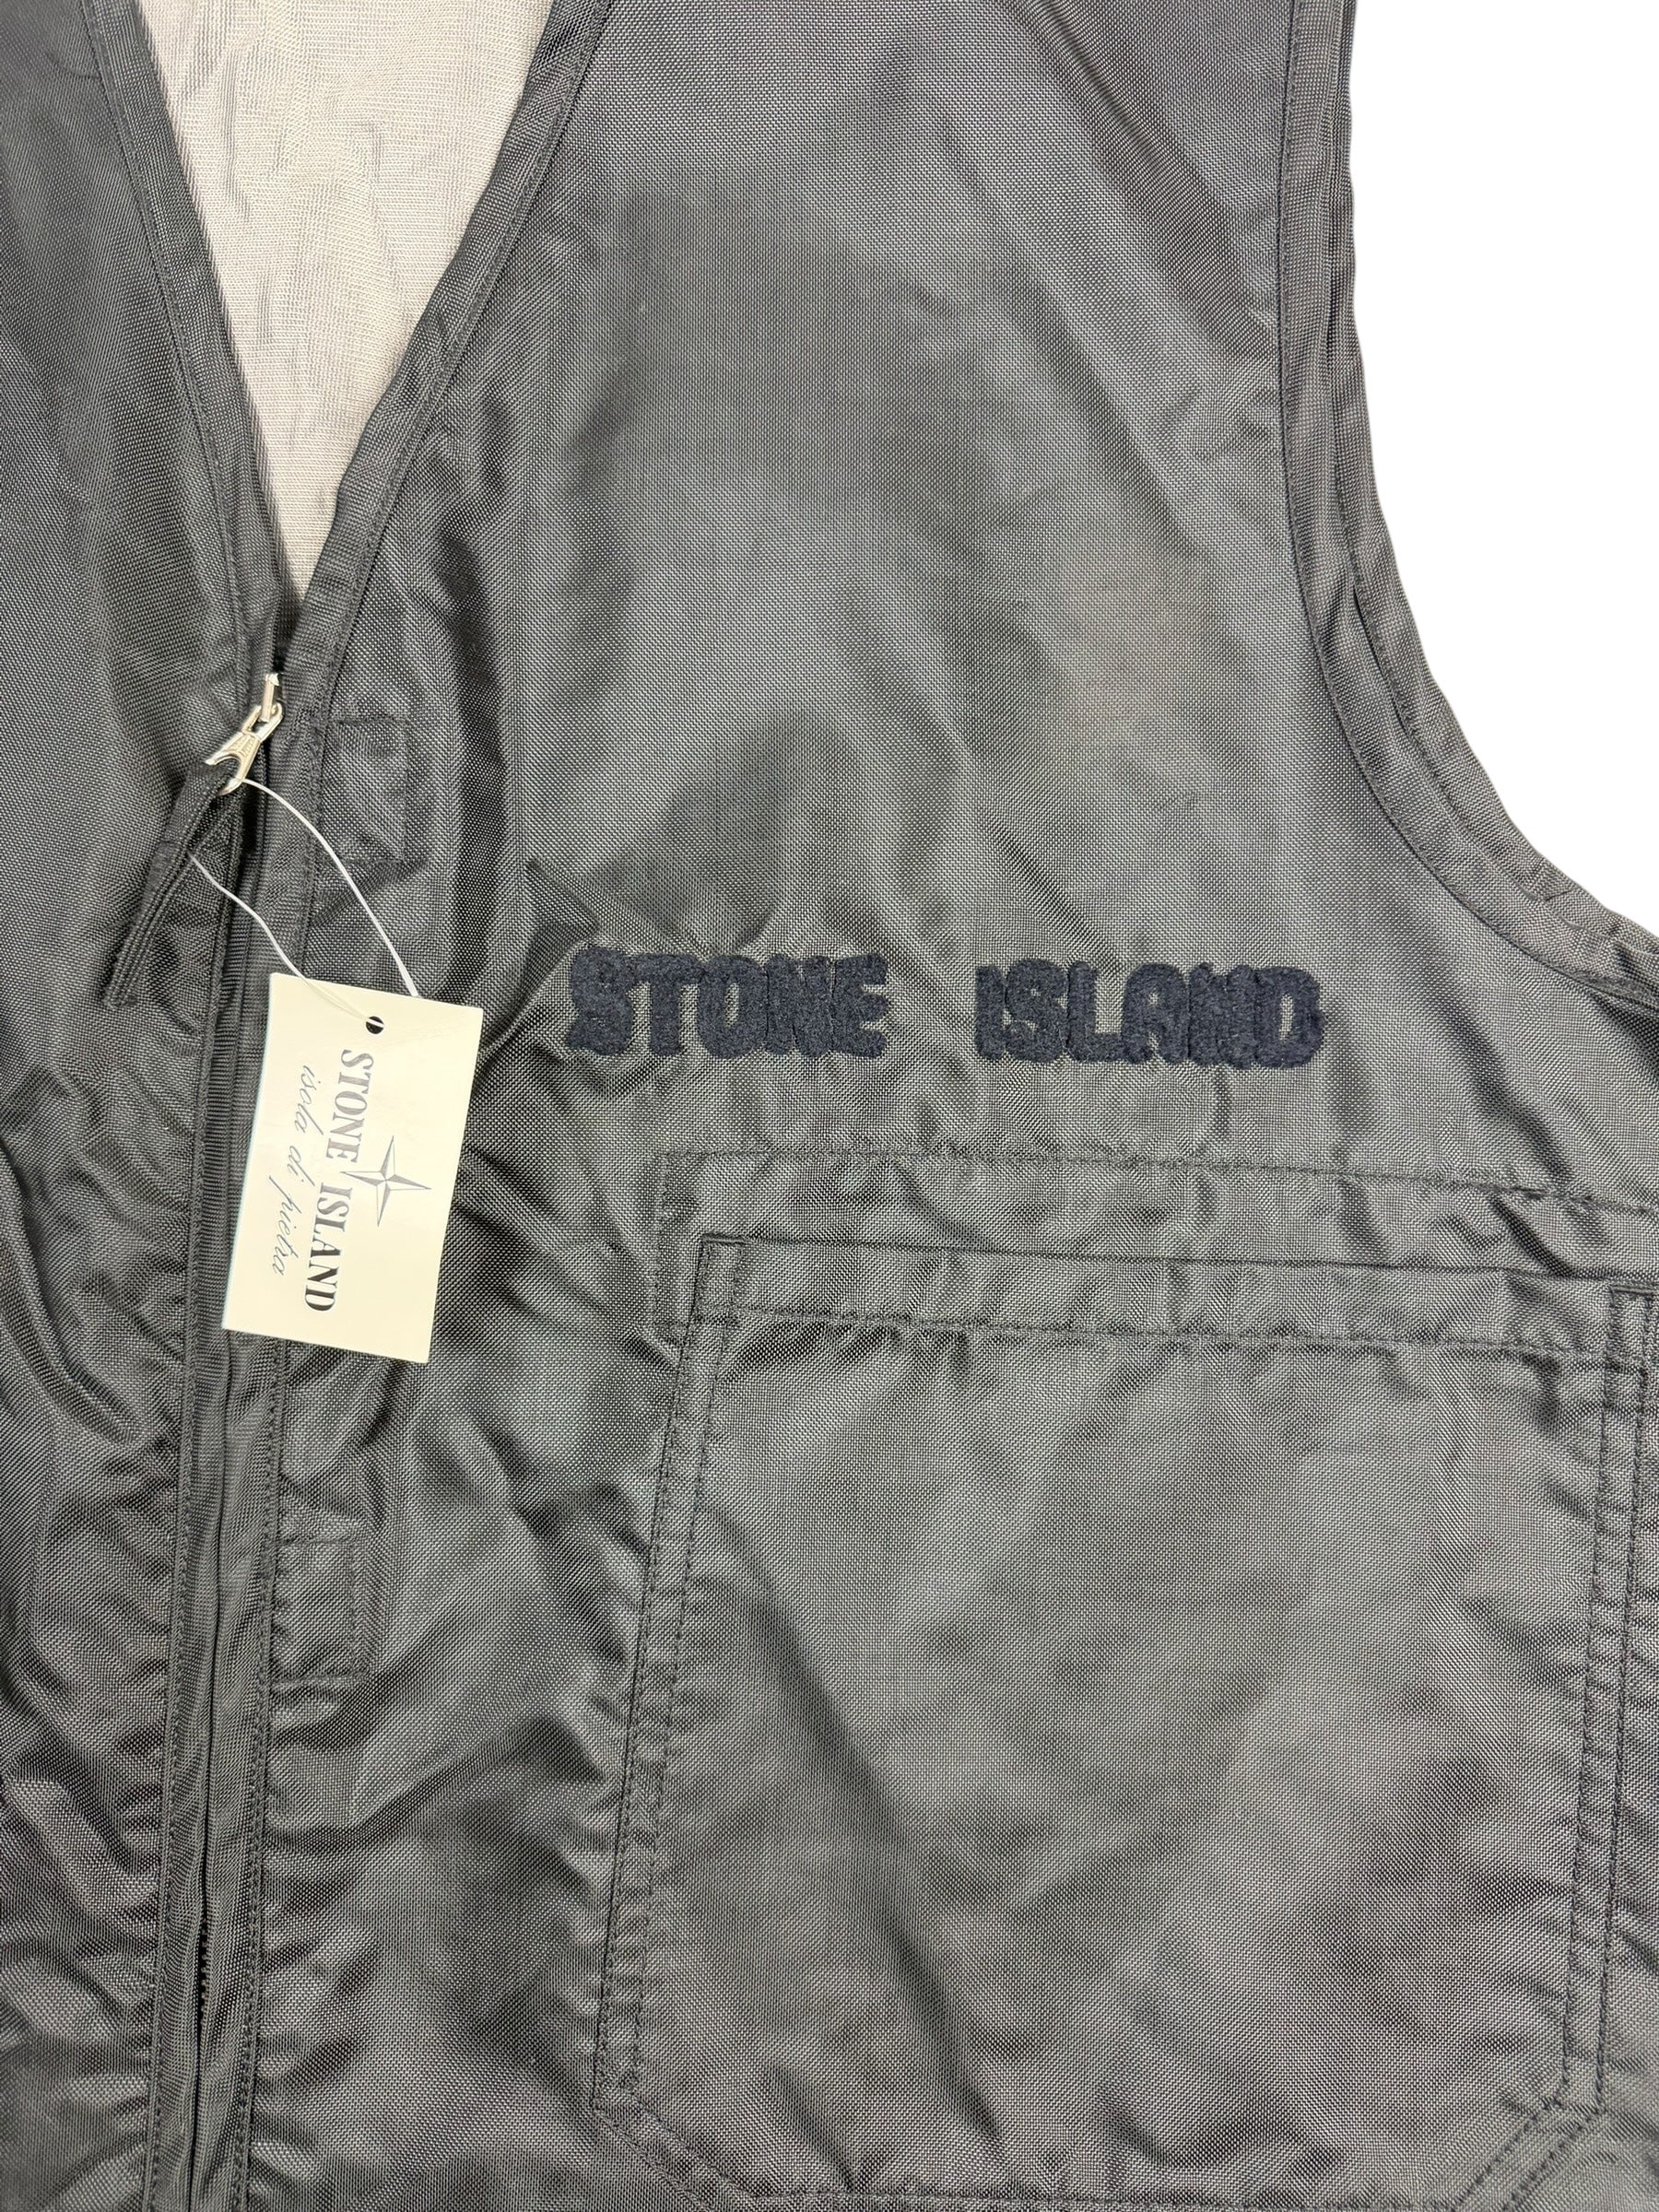 STONE ISLAND
STONE ISLAND
isola di pietra